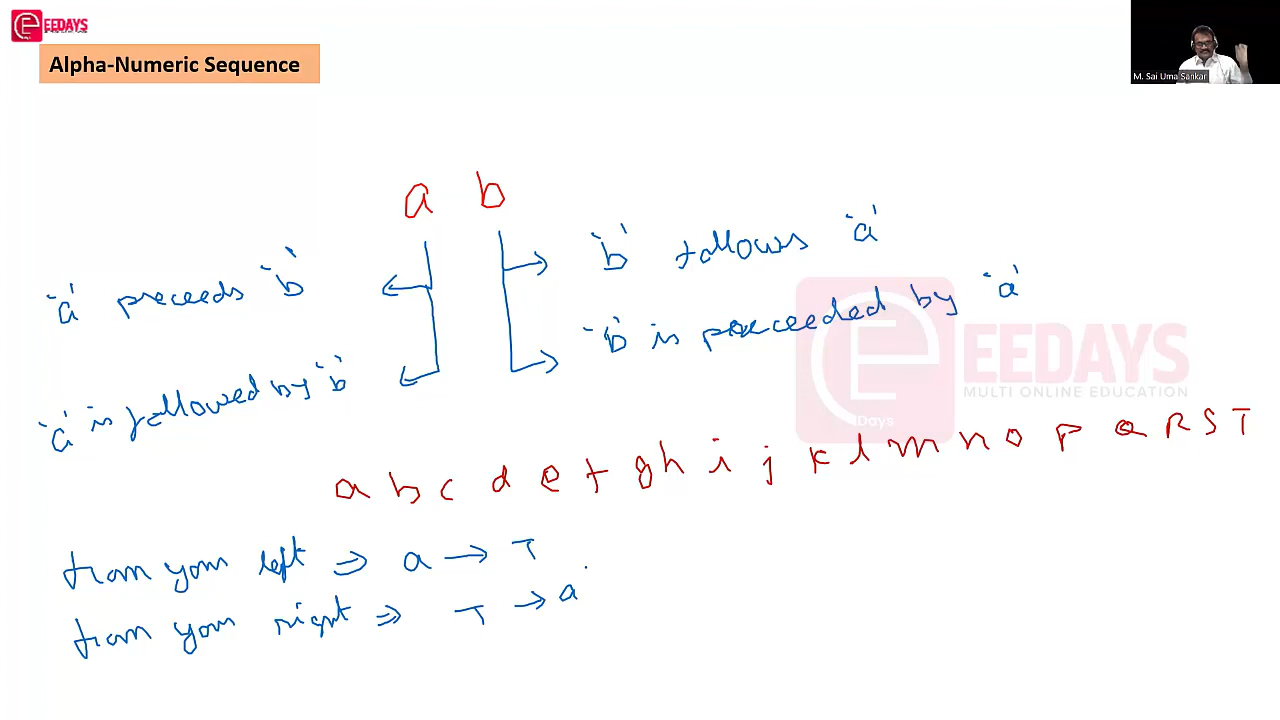 EEDAYS
Alpha-Numeric Sequence
M. Sai Uma Sankar
a b
'a' preceeds 'b'
'b' follows 'a'
'a' is followed by 'b'
'b' is preceeded by 'a'
EEDAYS
MULTI ONLINE EDUCATION
Days
a b c d e f g h i j k l m n o p Q R S T
from your left ⇒ a → T
from your right ⇒ T → a